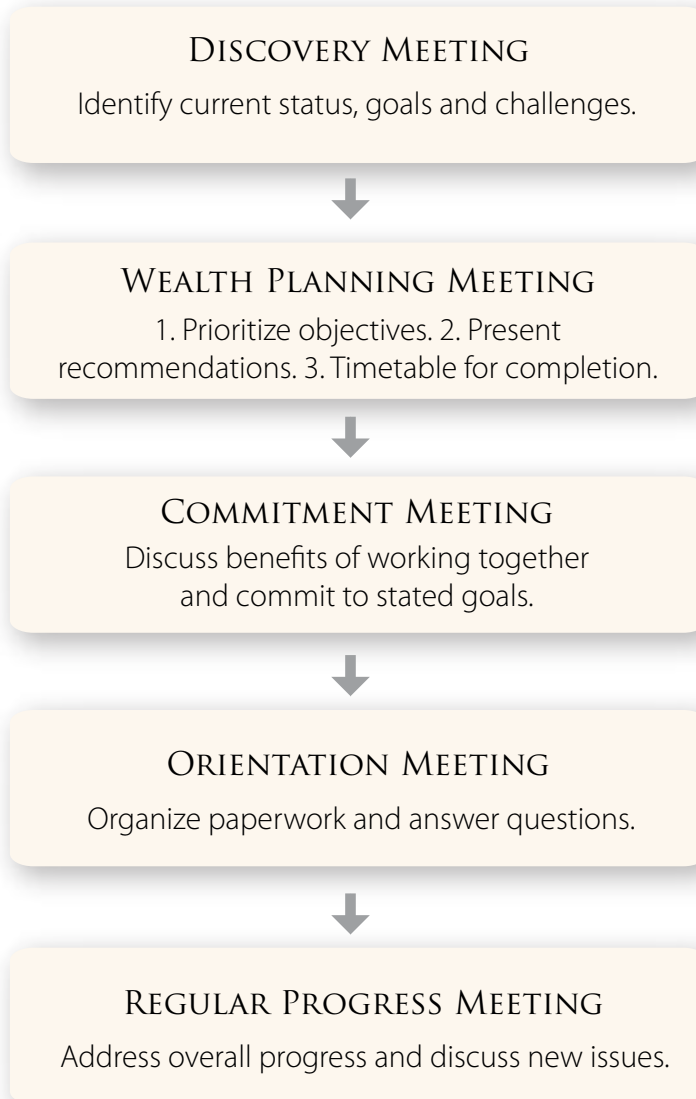 Discovery Meeting
Identify current status, goals and challenges.
Wealth Planning Meeting
1. Prioritize objectives. 2. Present
recommendations. 3. Timetable for completion.
Commitment Meeting
Discuss benefits of working together
and commit to stated goals.
Orientation Meeting
Organize paperwork and answer questions.
Regular Progress Meeting
Address overall progress and discuss new issues.